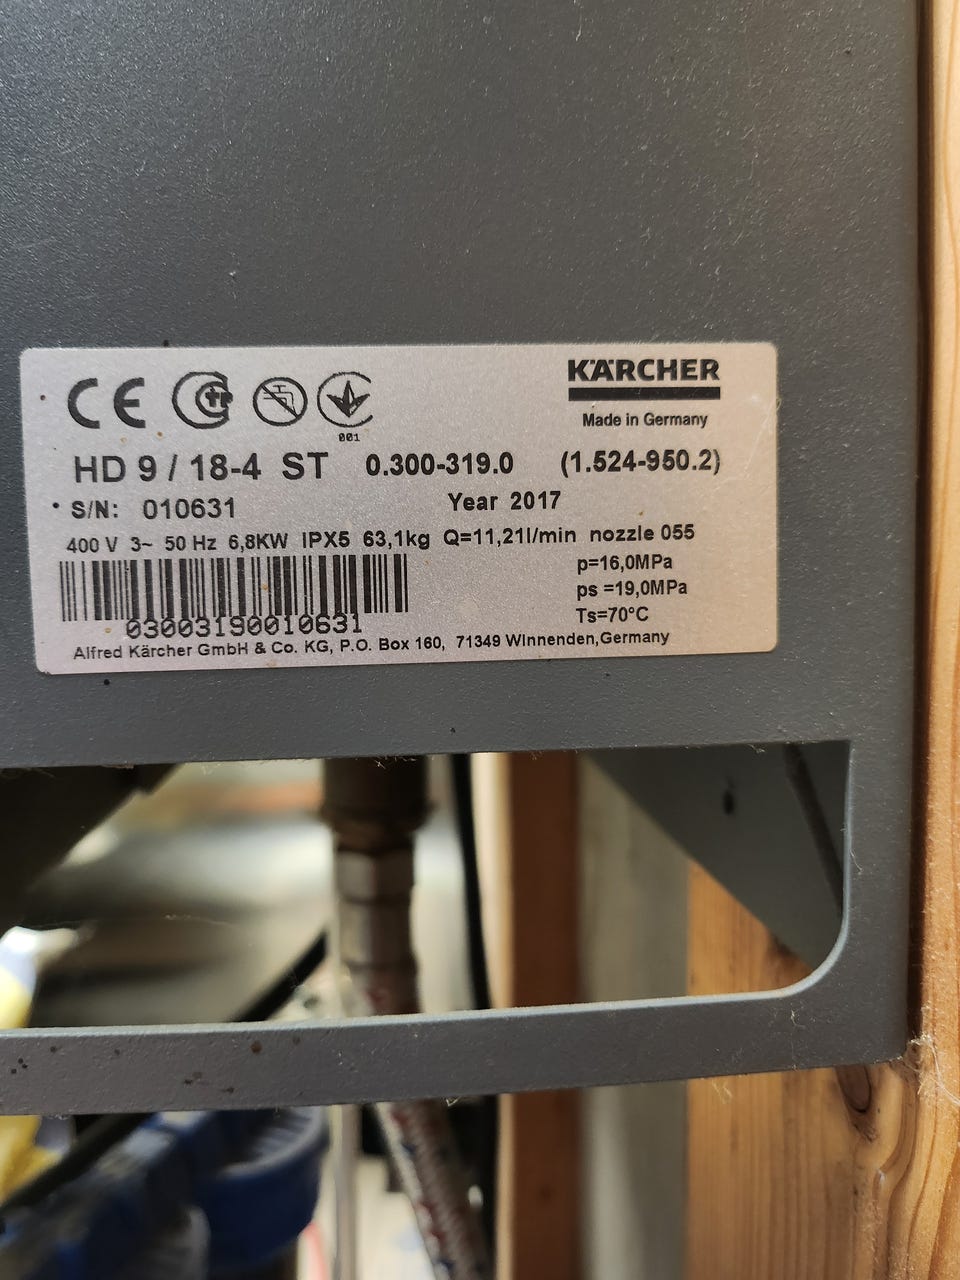 CE
KÄRCHER
Made in Germany
001
HD 9 / 18-4 ST 0.300-319.0 (1.524-950.2)
S/N: 010631 Year 2017
400 V 3~ 50 Hz 6,8KW IPX5 63,1kg Q=11,21l/min nozzle 055
p=16,0MPa
ps =19,0MPa
Ts=70°C
03003190010631
Alfred Kärcher GmbH & Co. KG, P.O. Box 160, 71349 Winnenden,Germany